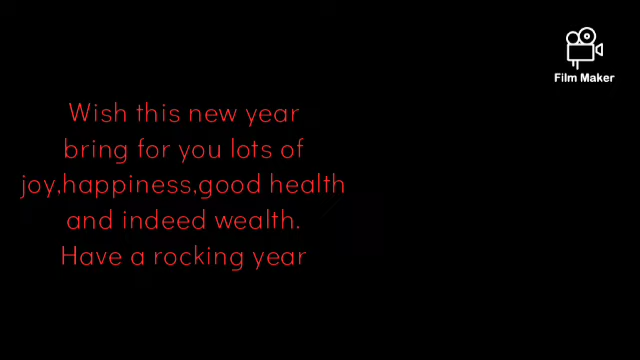 Film Maker
Wish this new year
bring for you lots of
joy,happiness,good health
and indeed wealth.
Have a rocking year